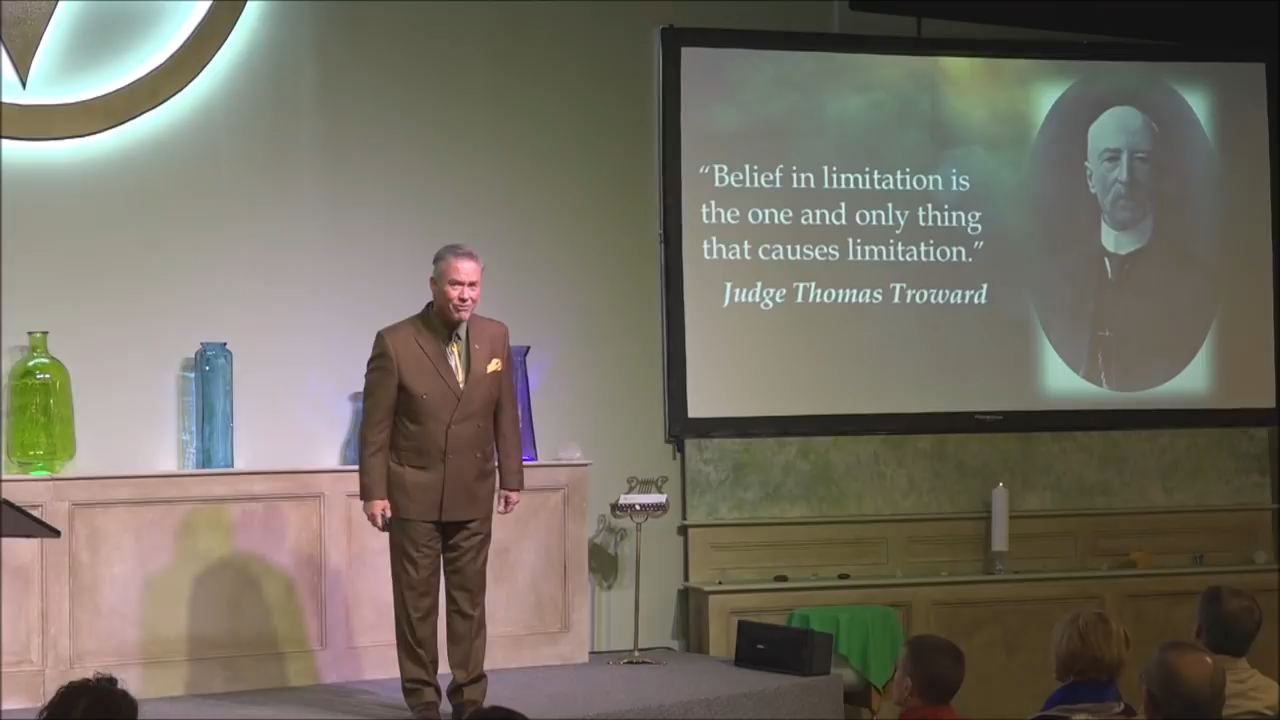 “Belief in limitation is
the one and only thing
that causes limitation.”
Judge Thomas Troward